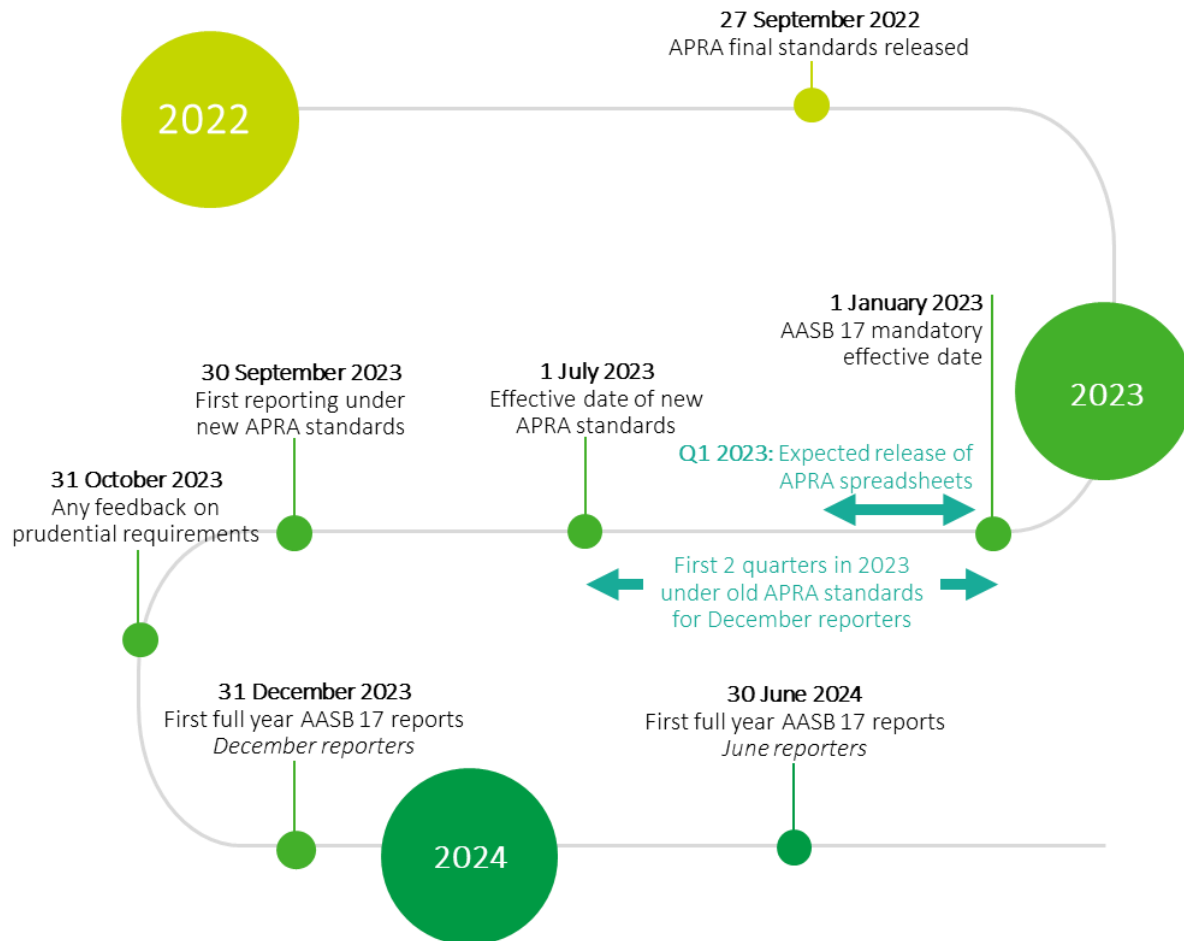 2022
27 September 2022
APRA final standards released
2023
1 January 2023
AASB 17 mandatory
effective date
Q1 2023: Expected release of
APRA spreadsheets
First 2 quarters in 2023
under old APRA standards
for December reporters
1 July 2023
Effective date of new
APRA standards
30 September 2023
First reporting under
new APRA standards
31 October 2023
Any feedback on
prudential requirements
31 December 2023
First full year AASB 17 reports
December reporters
2024
30 June 2024
First full year AASB 17 reports
June reporters